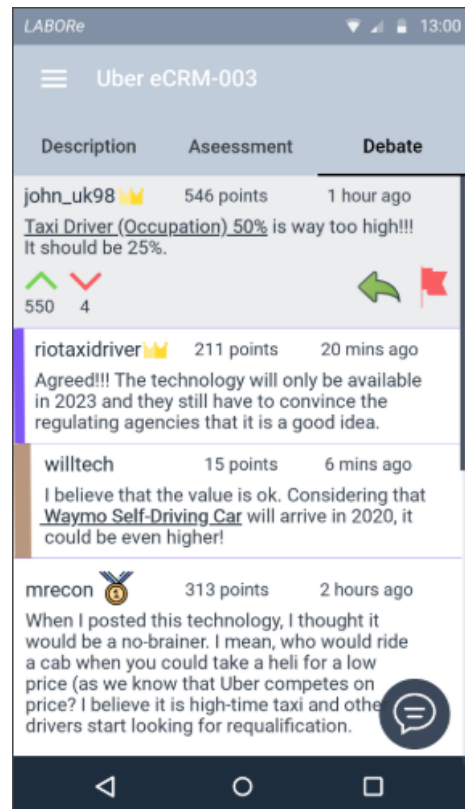 LABORe 13:00
Uber eCRM-003
Description Aseessment Debate
john_uk98 546 points 1 hour ago
Taxi Driver (Occupation) 50% is way too high!!!
It should be 25%.
550 4
riotaxidriver 211 points 20 mins ago
Agreed!!! The technology will only be available
in 2023 and they still have to convince the
regulating agencies that it is a good idea.
willtech 15 points 6 mins ago
I believe that the value is ok. Considering that
Waymo Self-Driving Car will arrive in 2020, it
could be even higher!
mrecon 1 313 points 2 hours ago
When I posted this technology, I thought it
would be a no-brainer. I mean, who would ride
a cab when you could take a heli for a low
price (as we know that Uber competes on
price? I believe it is high-time taxi and othe
drivers start looking for requalification.